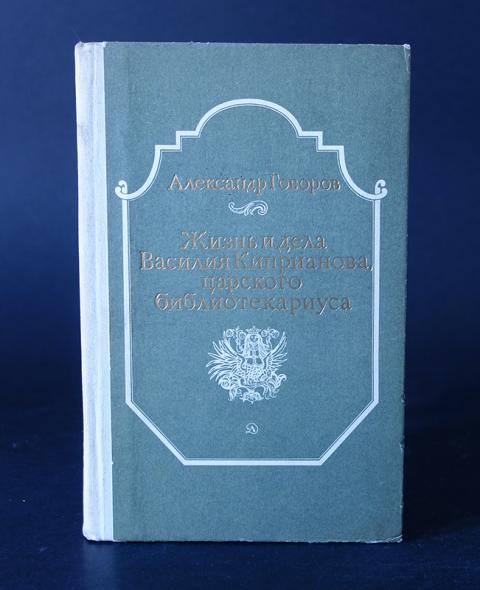 Александр Говоров
Жизнь и дела
Василия Киприанова,
царского
библиотекариуса
Д